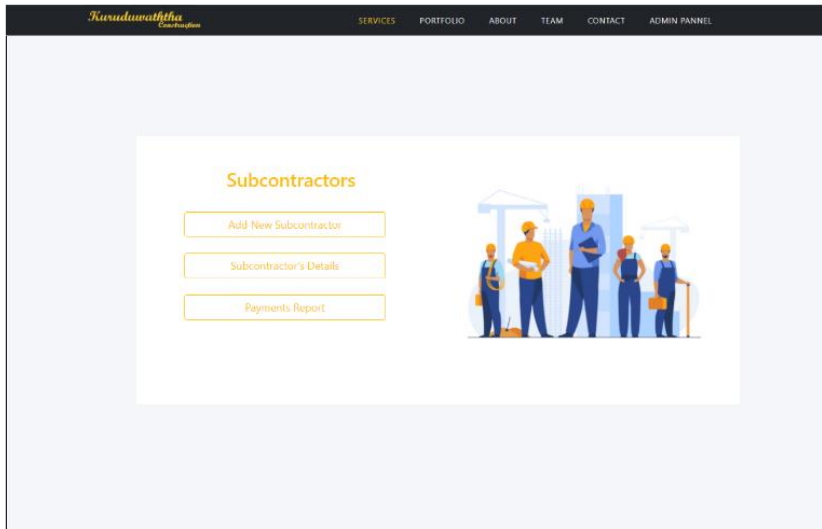 Kuruduwaththa
Construction
SERVICES PORTFOLIO ABOUT TEAM CONTACT ADMIN PANNEL
Subcontractors
Add New Subcontractor
Subcontractor's Details
Payments Report